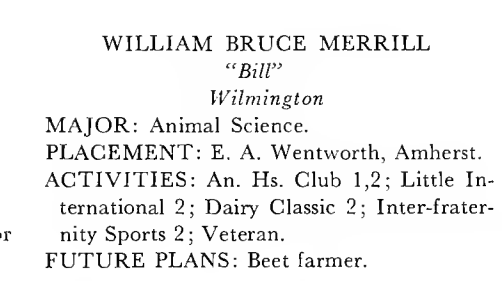 WILLIAM BRUCE MERRILL
"Bill"
Wilmington
MAJOR: Animal Science.
PLACEMENT: E. A. Wentworth, Amherst.
ACTIVITIES: An. Hs. Club 1,2; Little In-
ternational 2; Dairy Classic 2; Inter-frater-
nity Sports 2; Veteran.
FUTURE PLANS: Beet farmer.